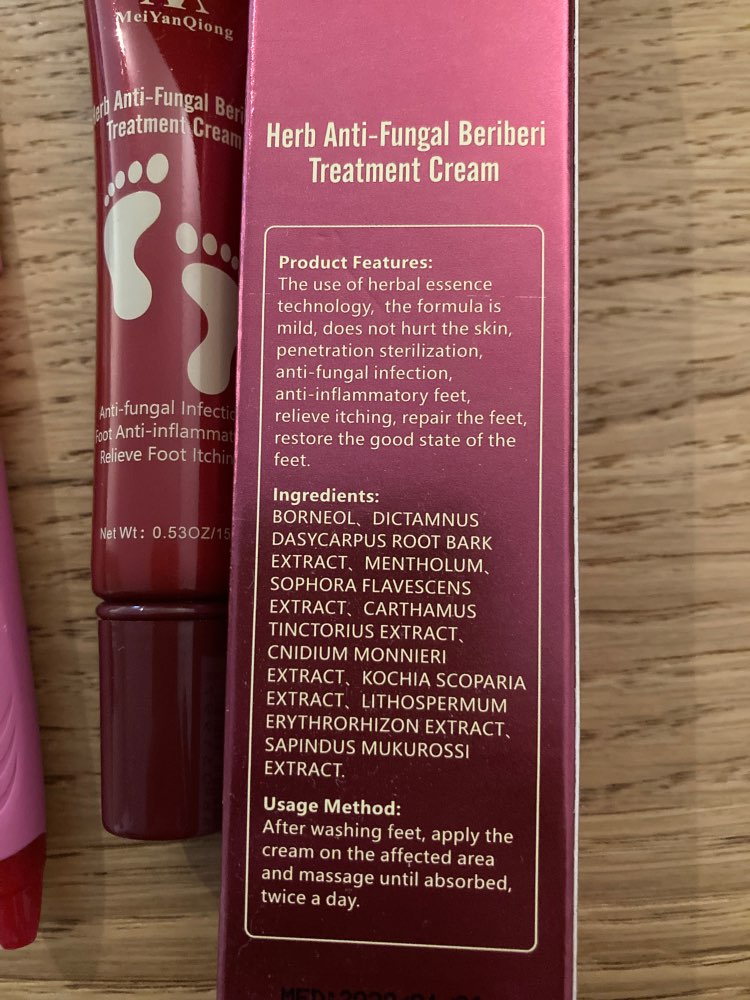 MeiYanQiong
Herb Anti-Fungal Beri
Treatment Cream
Anti-fungal
Foot
Relieve Foot
Net Wt: 0.53OZ/15
Herb Anti-Fungal Beriberi
Treatment Cream
Product Features:
The use of herbal essence
technology, the formula is
mild, does not hurt the skin,
penetration sterilization,
anti-fungal infection,
anti-inflammatory feet,
relieve itching, repair the feet,
restore the good state of the
feet.
Ingredients:
BORNEOL、DICTAMNUS
DASYCARPUS ROOT BARK
EXTRACT、MENTHOLUM、
SOPHORA FLAVESCENS
EXTRACT、CARTHAMUS
TINCTORIUS EXTRACT、
CNIDIUM MONNIERI
EXTRACT、KOCHIA SCOPARIA
EXTRACT、LITHOSPERMUM
ERYTHRORHIZON EXTRACT、
SAPINDUS MUKUROSSI
EXTRACT.
Usage Method:
After washing feet, apply the
cream on the affected area
and massage until absorbed,
twice a day.